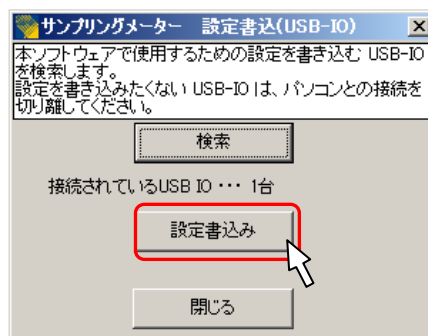 サンプリングメーター 設定書込(USB-IO)
本ソフトウェアで使用するための設定を書き込む USB-IO
を検索します。
設定を書き込みたくない USB-IO は、パソコンとの接続を
切り離してください。
検索
接続されているUSB IO ・・・ 1台
設定書込み
閉じる